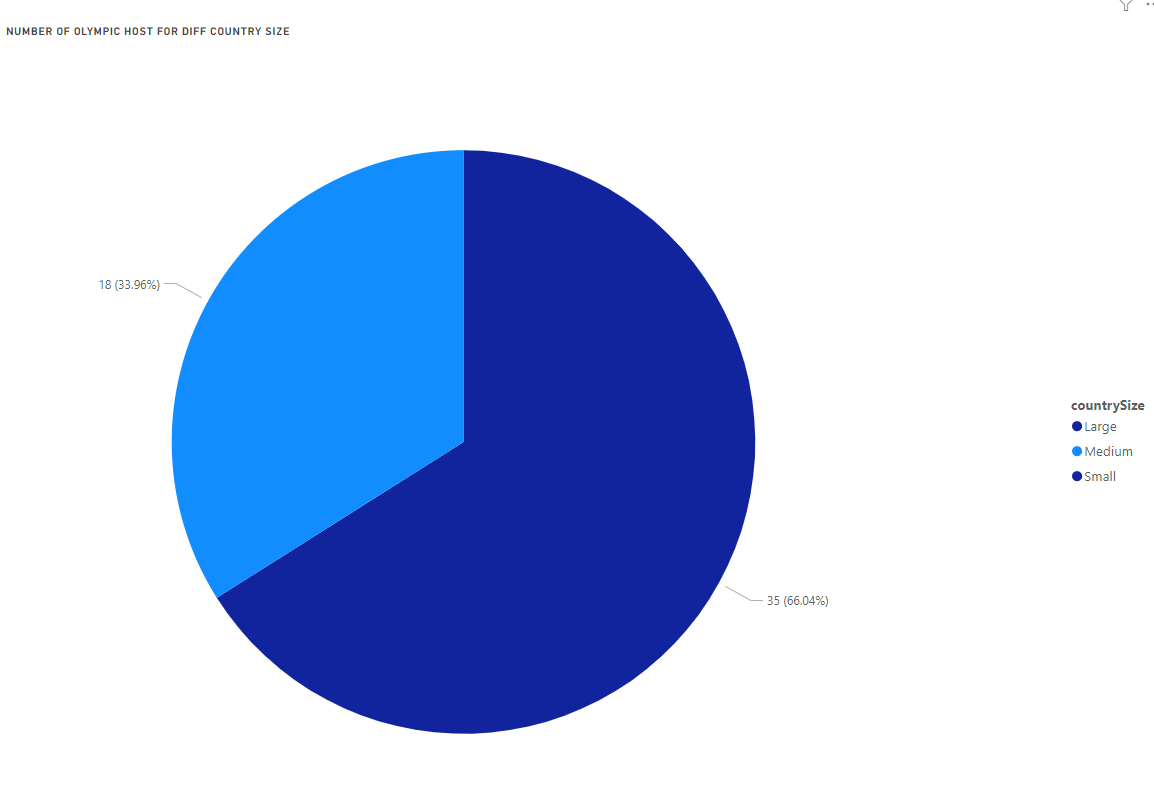 NUMBER OF OLYMPIC HOST FOR DIFF COUNTRY SIZE
18 (33.96%)
countrySize
Large
Medium
Small
35 (66.04%)